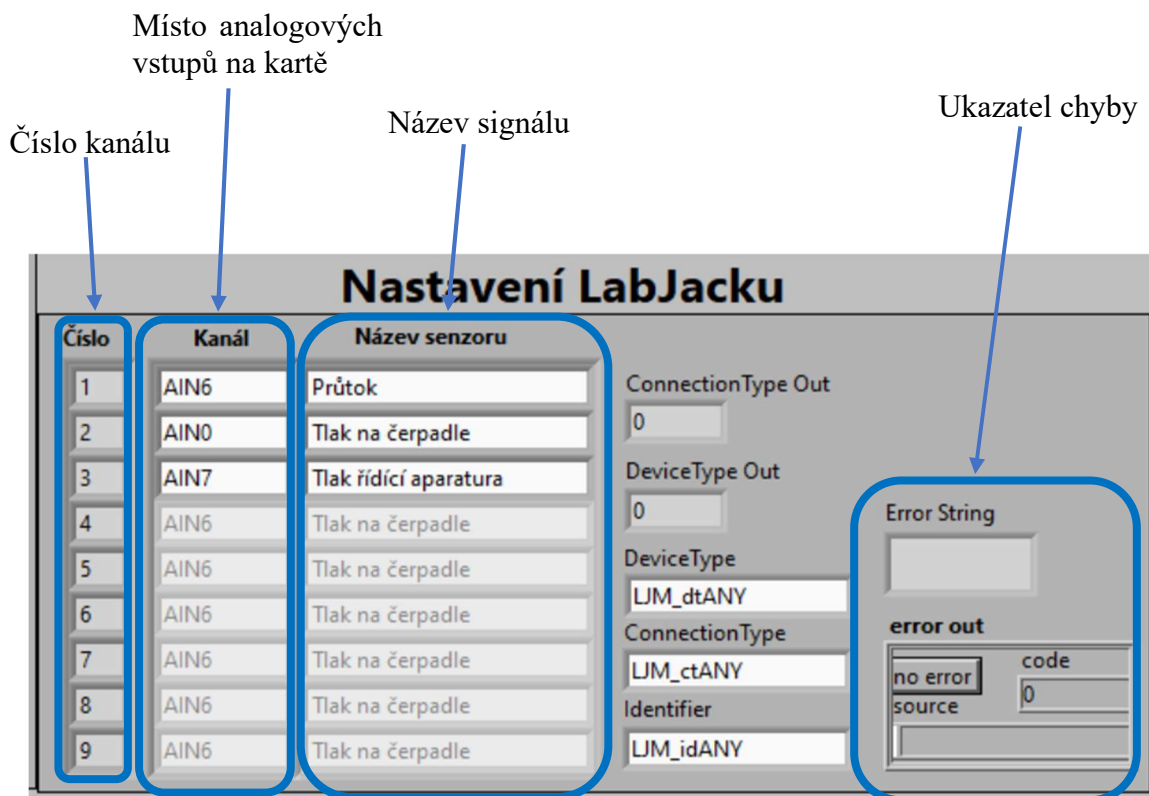 Místo analogových
vstupů na kartě
Ukazatel chyby
Název signálu
Číslo kanálu
Nastavení LabJacku
Číslo Kanál Název senzoru
1 AIN6 Průtok
2 AIN0 Tlak na čerpadle
3 AIN7 Tlak řídící aparatura
4 AIN6 Tlak na čerpadle
5 AIN6 Tlak na čerpadle
6 AIN6 Tlak na čerpadle
7 AIN6 Tlak na čerpadle
8 AIN6 Tlak na čerpadle
9 AIN6 Tlak na čerpadle
ConnectionType Out
0
DeviceType Out
0
DeviceType
LJM_dtANY
ConnectionType
LJM_ctANY
Identifier
LJM_idANY
Error String
error out
no error
code
0
source